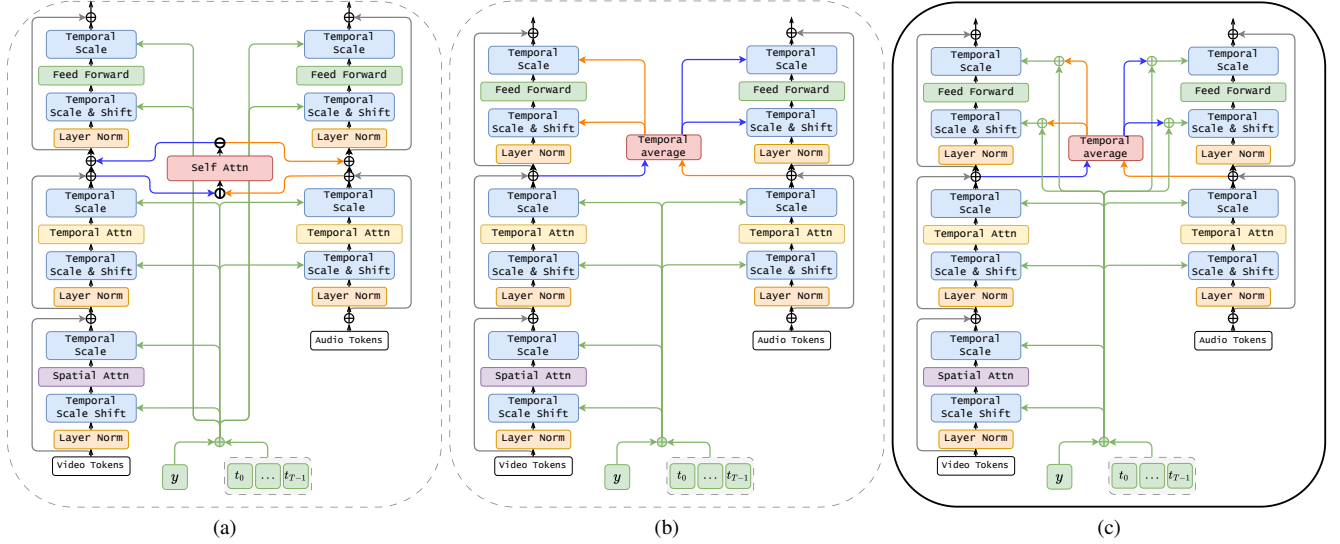 Temporal
Scale
Feed Forward
Temporal
Scale & Shift
Layer Norm
Temporal
Scale
Feed Forward
Temporal
Scale & Shift
Layer Norm
Self Attn
Temporal
Scale
Temporal Attn
Temporal
Scale & Shift
Layer Norm
Temporal
Scale
Temporal Attn
Temporal
Scale & Shift
Layer Norm
Audio Tokens
Temporal
Scale
Spatial Attn
Temporal
Scale Shift
Layer Norm
Video Tokens
y
t_0 ... t_{T-1}
(a)
Temporal
Scale
Feed Forward
Temporal
Scale & Shift
Layer Norm
Temporal
Scale
Feed Forward
Temporal
Scale & Shift
Layer Norm
Temporal
average
Temporal
Scale
Temporal Attn
Temporal
Scale & Shift
Layer Norm
Temporal
Scale
Temporal Attn
Temporal
Scale & Shift
Layer Norm
Audio Tokens
Temporal
Scale
Spatial Attn
Temporal
Scale Shift
Layer Norm
Video Tokens
y
t_0 ... t_{T-1}
(b)
Temporal
Scale
Feed Forward
Temporal
Scale & Shift
Layer Norm
Temporal
Scale
Feed Forward
Temporal
Scale & Shift
Layer Norm
Temporal
average
Temporal
Scale
Temporal Attn
Temporal
Scale & Shift
Layer Norm
Temporal
Scale
Temporal Attn
Temporal
Scale & Shift
Layer Norm
Audio Tokens
Temporal
Scale
Spatial Attn
Temporal
Scale Shift
Layer Norm
Video Tokens
y
t_0 ... t_{T-1}
(c)